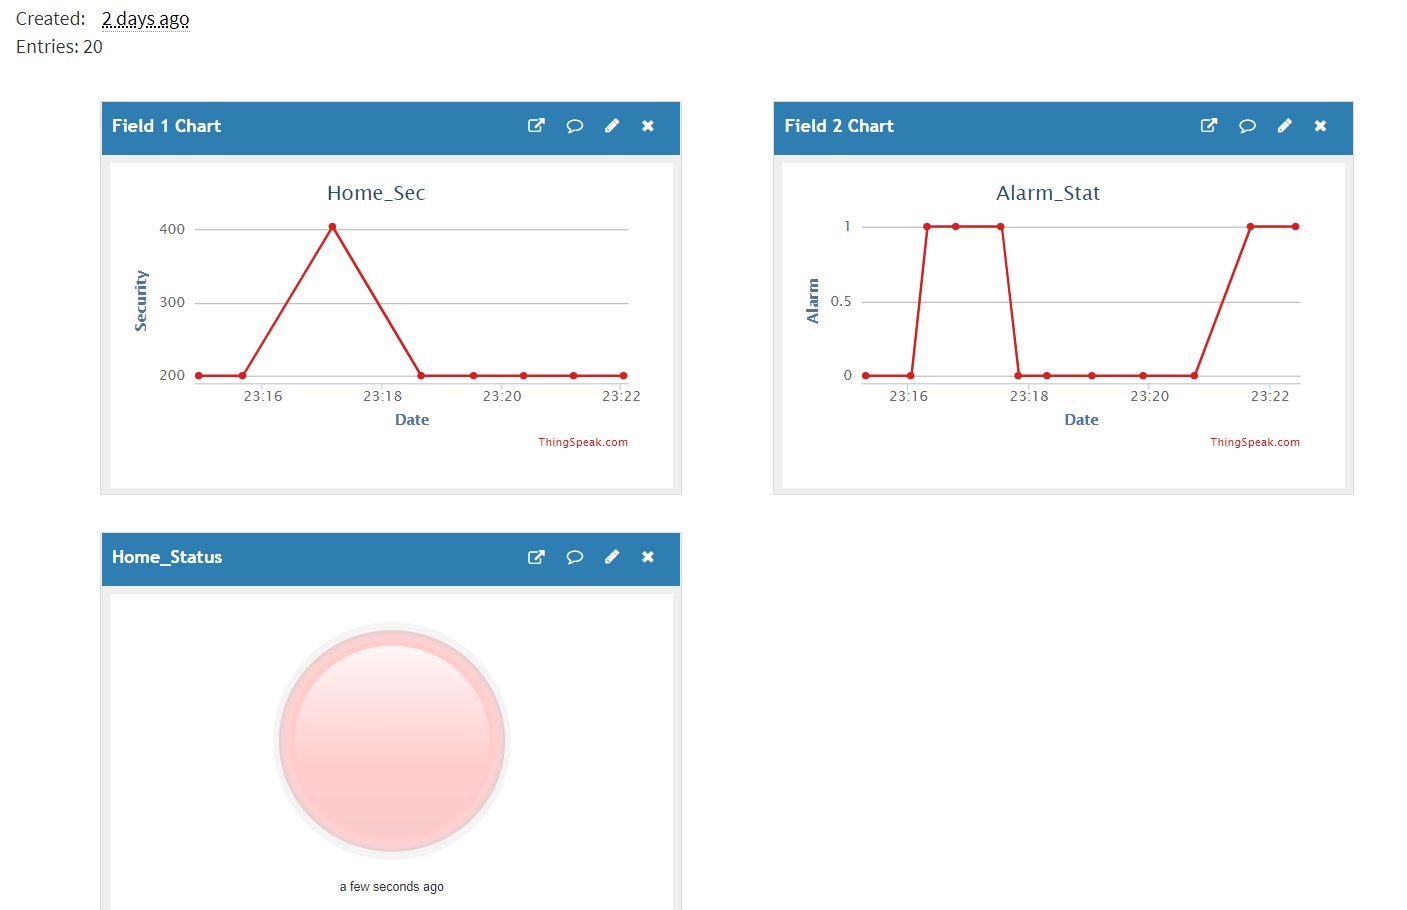 Created: 2 days ago
Entries: 20
Field 1 Chart
Home_Sec
Security
400
300
200
23:16 23:18 23:20 23:22
Date
ThingSpeak.com
Field 2 Chart
Alarm_Stat
Alarm
1
0.5
0
23:16 23:18 23:20 23:22
Date
ThingSpeak.com
Home_Status
a few seconds ago